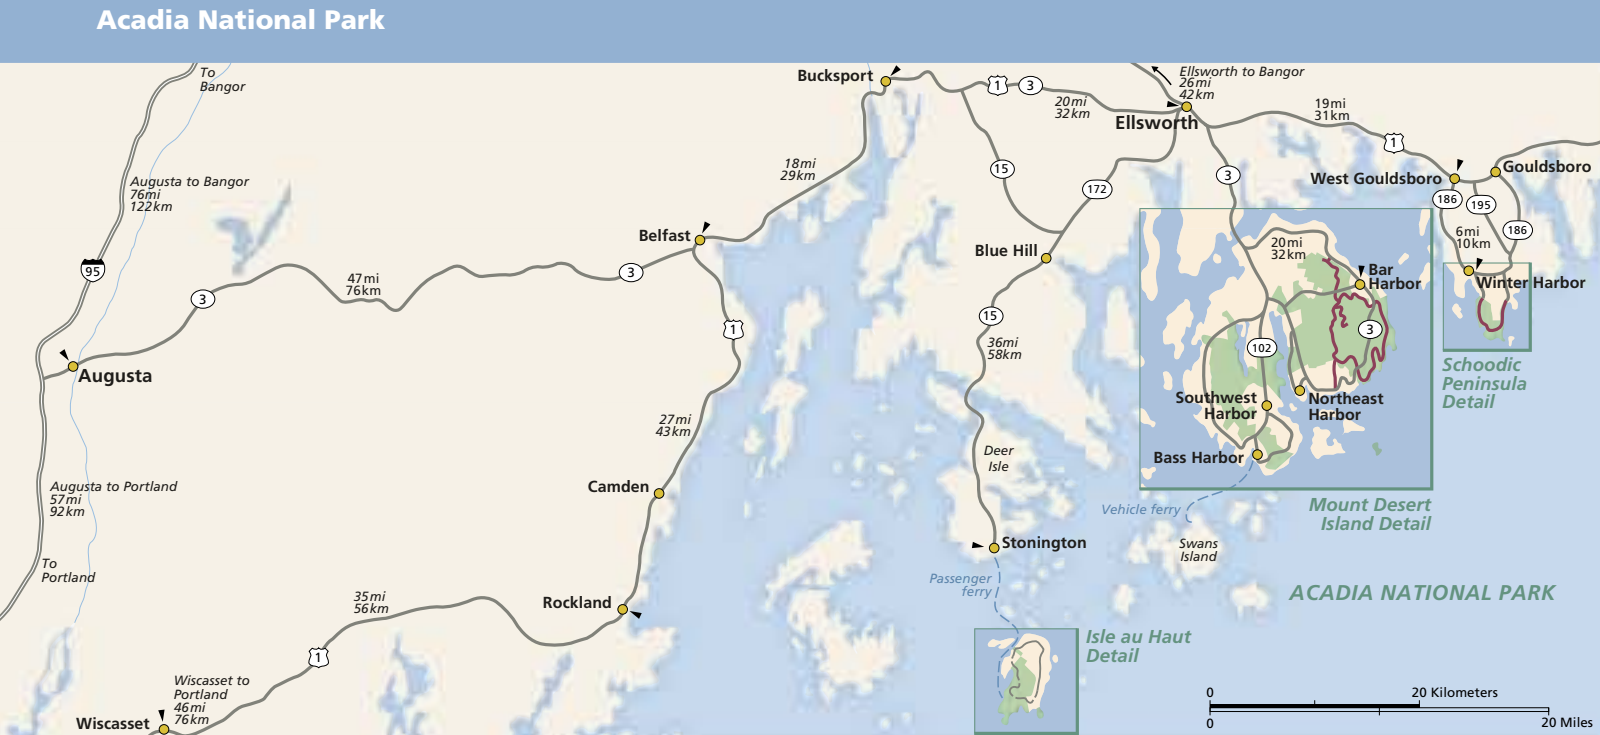 Acadia National Park
To
Bangor
Bucksport
1
3
20mi
32km
Ellsworth to Bangor
26mi
42km
Ellsworth
19mi
31km
1
West Gouldsboro
Gouldsboro
186
195
186
6mi
10km
Winter Harbor
Schoodic
Peninsula
Detail
Augusta to Bangor
76mi
122km
18mi
29km
15
172
3
Belfast
Blue Hill
95
3
47mi
76km
3
1
15
36mi
58km
20mi
32km
Bar
Harbor
3
102
Southwest
Harbor
Northeast
Harbor
Bass Harbor
Mount Desert
Island Detail
Augusta
27mi
43km
Deer
Isle
Camden
Augusta to Portland
57mi
92km
Vehicle ferry
Swans
Island
Stonington
Passenger
ferry
ACADIA NATIONAL PARK
To
Portland
35mi
56km
Rockland
Isle au Haut
Detail
1
Wiscasset to
Portland
46mi
76km
Wiscasset
0
20 Kilometers
0
20 Miles